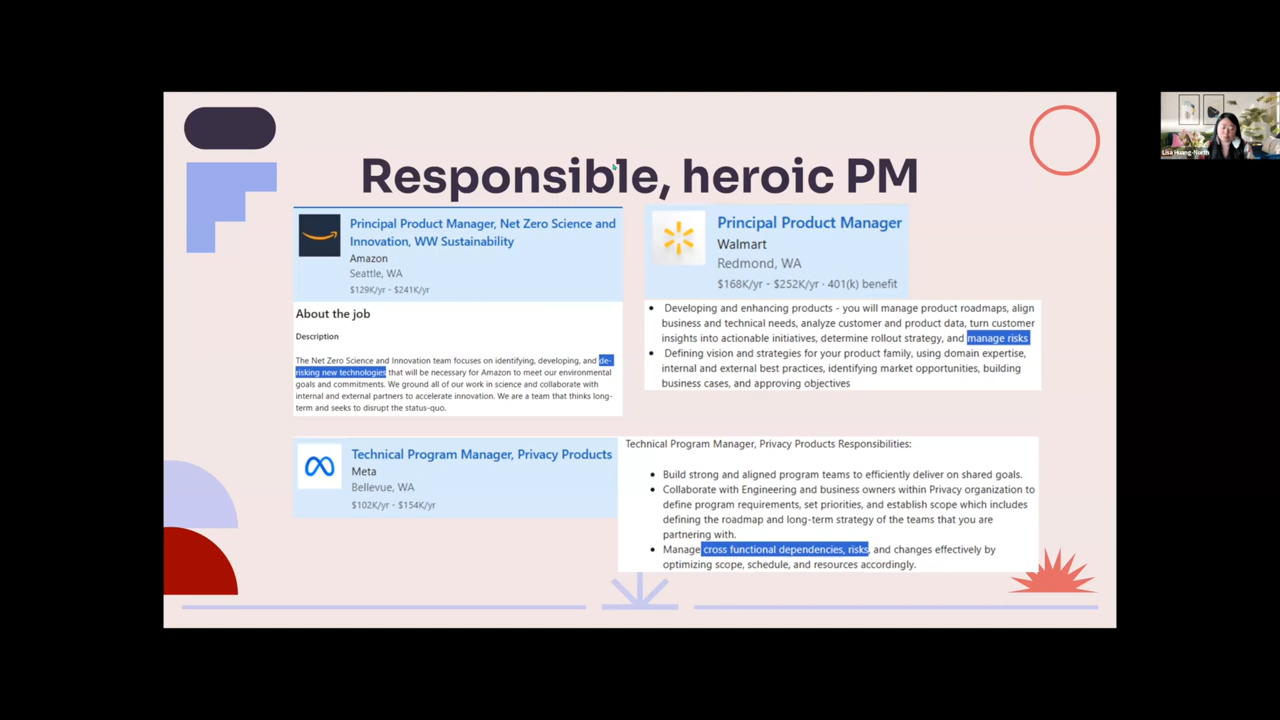 Responsible, heroic PM
Principal Product Manager, Net Zero Science and
Innovation, WW Sustainability
Amazon
Seattle, WA
$129K/yr - $241K/yr
About the job
Description
The Net Zero Science and Innovation team focuses on identifying, developing, and de-
risking new technologies that will be necessary for Amazon to meet our environmental
goals and commitments. We ground all of our work in science and collaborate with
internal and external partners to accelerate innovation. We are a team that thinks long-
term and seeks to disrupt the status-quo.
Principal Product Manager
Walmart
Redmond, WA
$168K/yr - $252K/yr · 401(k) benefit
• Developing and enhancing products - you will manage product roadmaps, align
business and technical needs, analyze customer and product data, turn customer
insights into actionable initiatives, determine rollout strategy, and manage risks
• Defining vision and strategies for your product family, using domain expertise,
internal and external best practices, identifying market opportunities, building
business cases, and approving objectives
Technical Program Manager, Privacy Products
Meta
Bellevue, WA
$102K/yr - $154K/yr
Technical Program Manager, Privacy Products Responsibilities:
• Build strong and aligned program teams to efficiently deliver on shared goals.
• Collaborate with Engineering and business owners within Privacy organization to
define program requirements, set priorities, and establish scope which includes
defining the roadmap and long-term strategy of the teams that you are
partnering with.
• Manage cross functional dependencies, risks, and changes effectively by
optimizing scope, schedule, and resources accordingly.
Lisa Huang-North